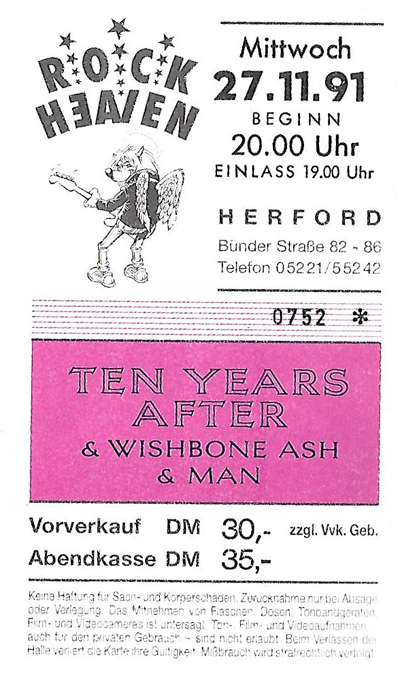 ROCK
HEAVEN
Mittwoch
27.11.91
BEGINN
20.00 Uhr
EINLASS 19.00 Uhr
HERFORD
Bünder Straße 82 - 86
Telefon 05221/55242
0752 *
TEN YEARS
AFTER
& WISHBONE ASH
& MAN
Vorverkauf DM 30,- zzgl. Vvk. Geb.
Abendkasse DM 35,-
Keine Haftung für Sach- und Körperschäden. Zurücknahme nur bei Absage
oder Verlegung. Das Mitnehmen von Flaschen, Dosen, Tonbandgeräten,
Film- und Videocameras ist untersagt. Ton-, Film- und Videoaufnahmen -
auch für den privaten Gebrauch - sind nicht erlaubt. Beim Verlassen der
Halle verliert die Karte ihre Gültigkeit. Mißbrauch wird strafrechtlich verfolgt.